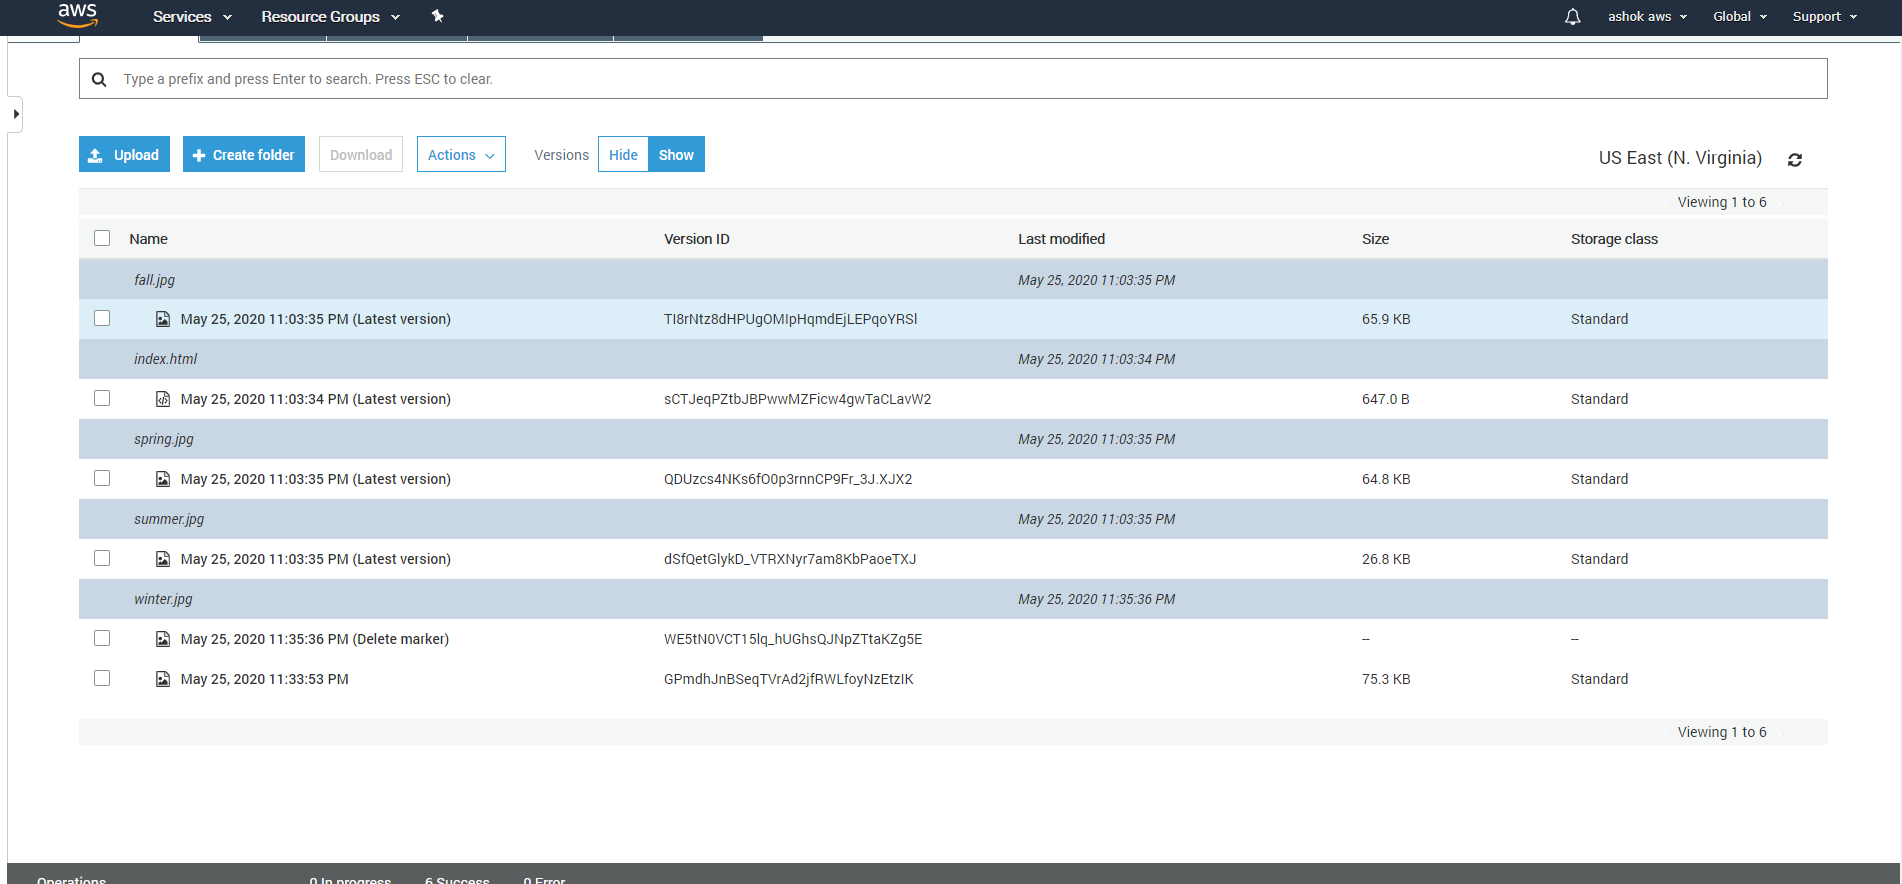 aws Services Resource Groups ashok aws Global Support
Type a prefix and press Enter to search. Press ESC to clear.
Upload Create folder Download Actions Versions Hide Show US East (N. Virginia)
Viewing 1 to 6
Name Version ID Last modified Size Storage class
fall.jpg May 25, 2020 11:03:35 PM
May 25, 2020 11:03:35 PM (Latest version) TI8rNtz8dHPUgOMIpHqmdEjLEPqoYRSl 65.9 KB Standard
index.html May 25, 2020 11:03:34 PM
May 25, 2020 11:03:34 PM (Latest version) sCTJeqPZtbJBPwwMZFicw4gwTaCLavW2 647.0 B Standard
spring.jpg May 25, 2020 11:03:35 PM
May 25, 2020 11:03:35 PM (Latest version) QDUzcs4NKs6fO0p3rnnCP9Fr_3J.XJX2 64.8 KB Standard
summer.jpg May 25, 2020 11:03:35 PM
May 25, 2020 11:03:35 PM (Latest version) dSfQetGlykD_VTRXNyr7am8KbPaoeTXJ 26.8 KB Standard
winter.jpg May 25, 2020 11:35:36 PM
May 25, 2020 11:35:36 PM (Delete marker) WE5tN0VCT15lq_hUGhsQJNpZTtaKZg5E -- --
May 25, 2020 11:33:53 PM GPmdhJnBSeqTVrAd2jfRWLfoyNzEtzIK 75.3 KB Standard
Viewing 1 to 6
Operations 0 In progress 6 Success 0 Error